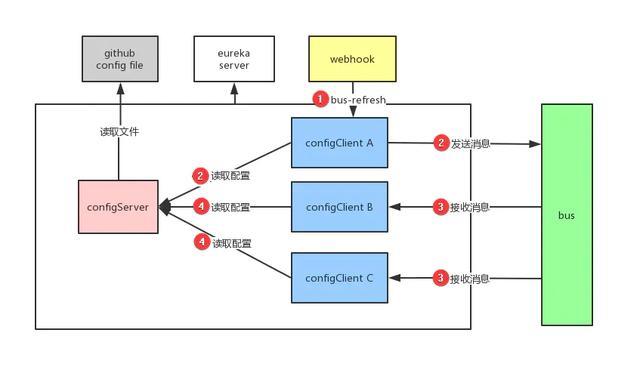 github
config file
eureka
server
webhook
1 bus-refresh
读取文件
configClient A
2 发送消息
2 读取配置
configServer
4 读取配置
configClient B
3 接收消息
bus
4 读取配置
configClient C
3 接收消息